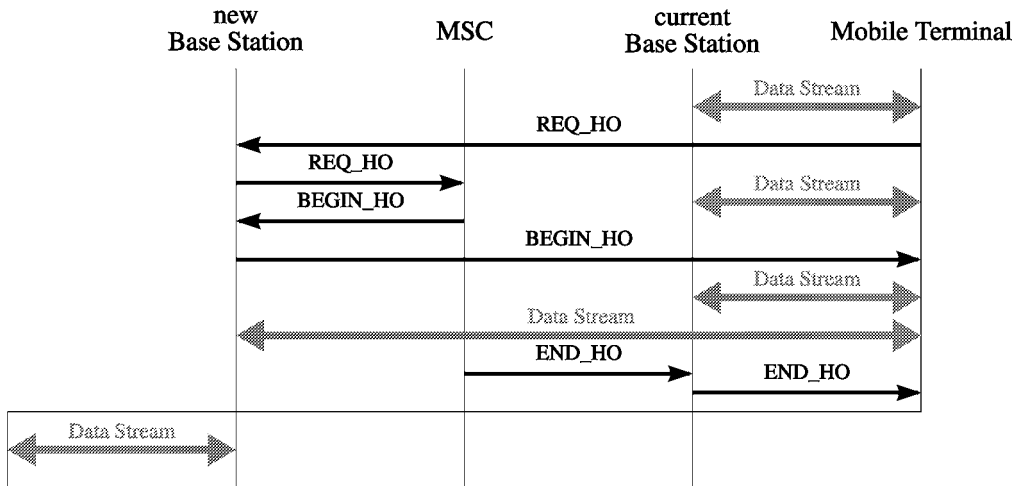 new
Base Station
MSC
current
Base Station
Mobile Terminal
Data Stream
REQ_HO
REQ_HO
Data Stream
BEGIN_HO
BEGIN_HO
Data Stream
Data Stream
END_HO
END_HO
Data Stream